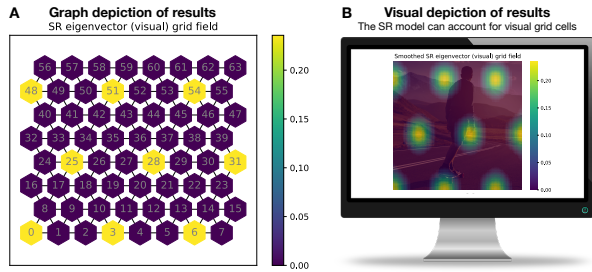 A Graph depiction of results
SR eigenvector (visual) grid field
56 57 58 59 60 61 62 63
48 49 50 51 52 53 54 55
40 41 42 43 44 45 46 47
32 33 34 35 36 37 38 39
24 25 26 27 28 29 30 31
16 17 18 19 20 21 22 23
8 9 10 11 12 13 14 15
0 1 2 3 4 5 6 7
0,20
0,15
0,10
0,05
0,00
B Visual depiction of results
The SR model can account for visual grid cells
Smoothed SR eigenvector (visual) grid field
0,20
0,15
0,10
0,05
0,00